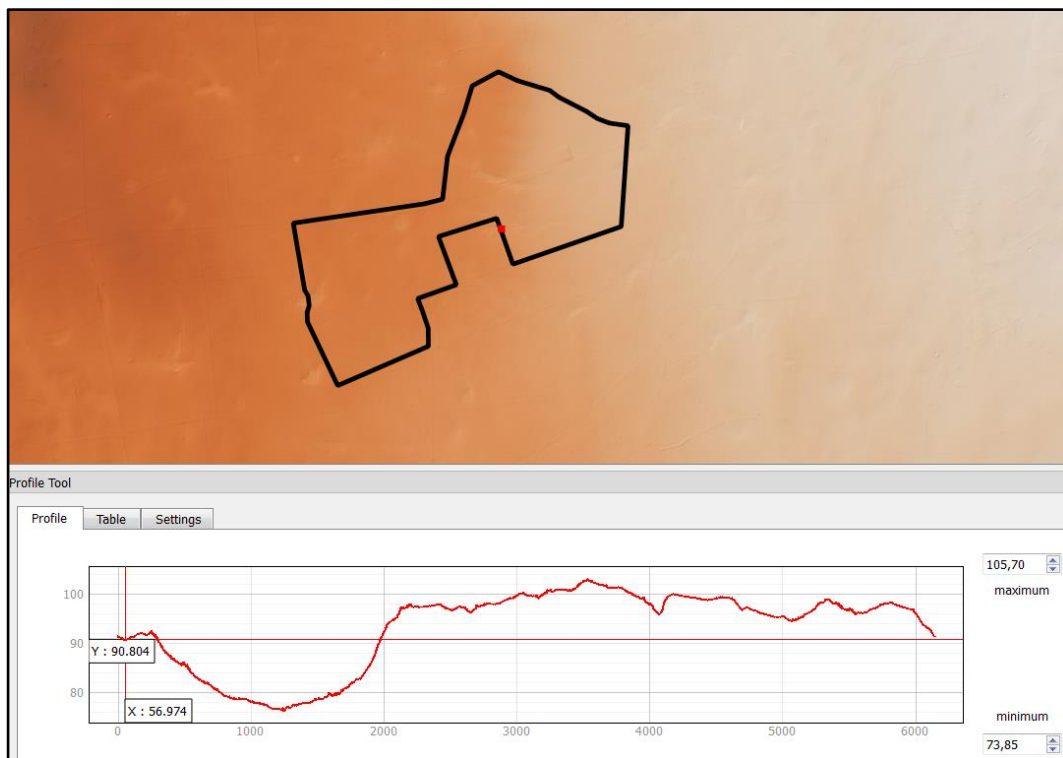 Profile Tool
Profile Table Settings
105,70
maximum
100
90
80
Y : 90.804
X : 56.974
0 1000 2000 3000 4000 5000 6000
minimum
73,85